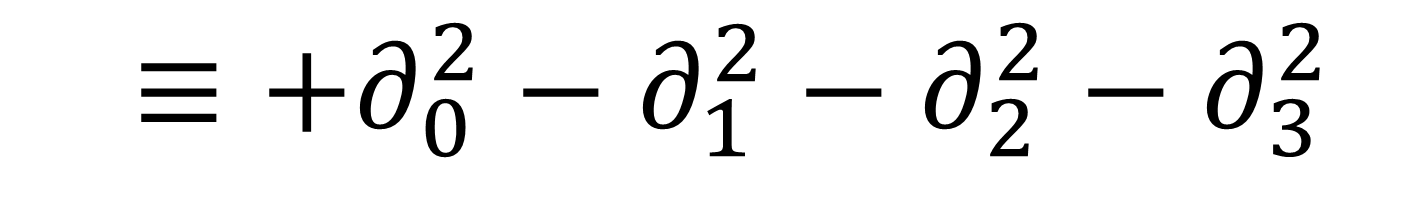 ≡ +∂₀² − ∂₁² − ∂₂² − ∂₃²